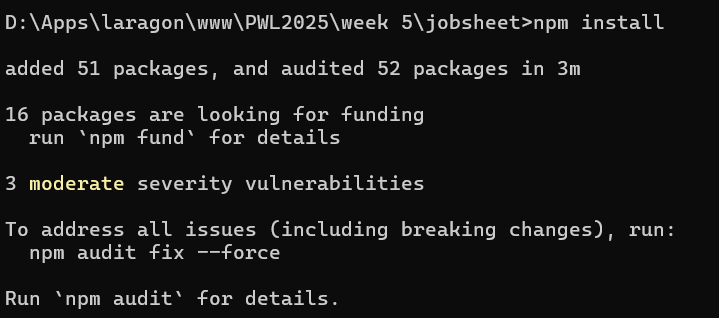 D:\Apps\laragon\www\PWL2025\week 5\jobsheet>npm install
added 51 packages, and audited 52 packages in 3m
16 packages are looking for funding
run `npm fund` for details
3 moderate severity vulnerabilities
To address all issues (including breaking changes), run:
npm audit fix --force
Run `npm audit` for details.